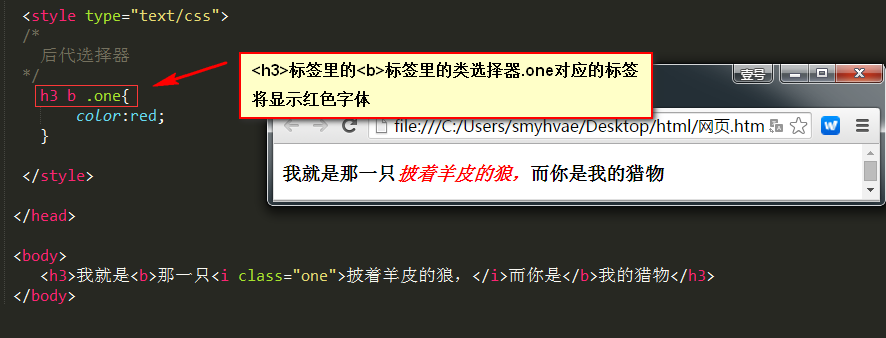 <style type="text/css">
/*
后代选择器
*/
h3 b .one{
color:red;
}
</style>
</head>
<body>
<h3>我就是<b>那一只<i class="one">披着羊皮的狼，</i>而你是</b>我的猎物</h3>
</body>
<h3>标签里的<b>标签里的类选择器.one对应的标签
将显示红色字体
壹号
file:///C:/Users/smyhvae/Desktop/html/网页.htm
W
我就是那一只披着羊皮的狼，而你是我的猎物